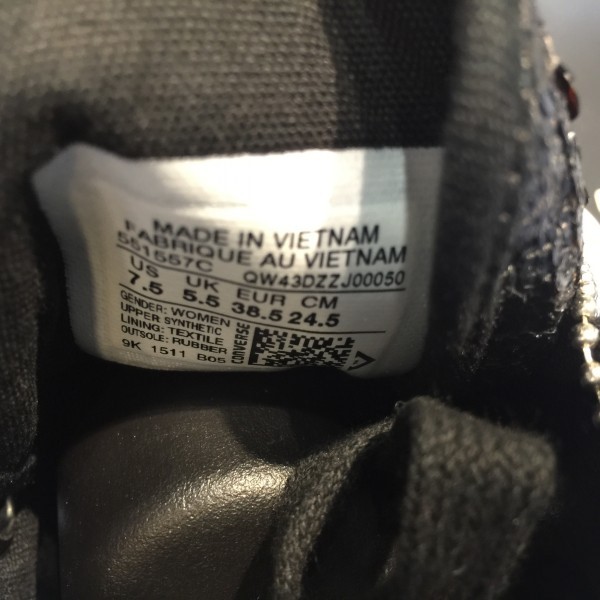 MADE IN VIETNAM
FABRIQUE AU VIETNAM
551557C QW43DZZJ00050
US UK EUR CM
7.5 5.5 38.5 24.5
GENDER: WOMEN
UPPER SYNTHETIC
LINING: TEXTILE
OUTSOLE: RUBBER
9K 1511 B05
CONVERSE